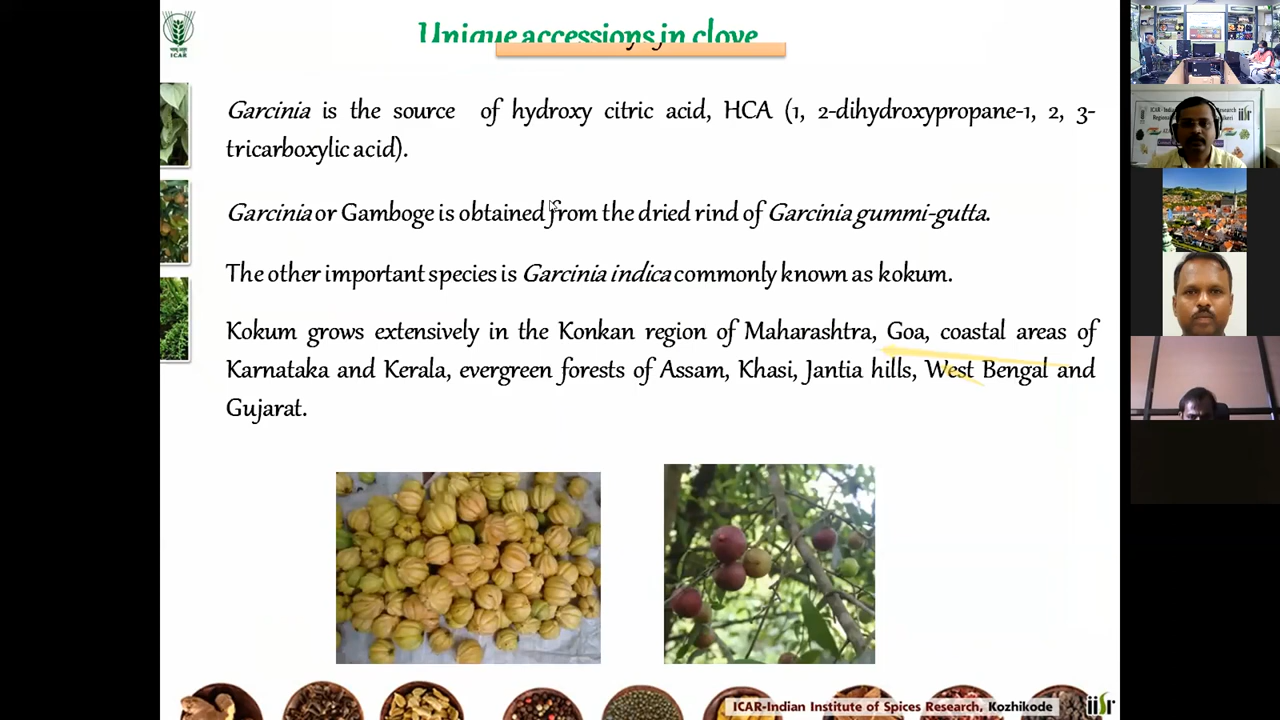 Unique accessions in clove
ICAR
Garcinia is the source of hydroxy citric acid, HCA (1, 2-dihydroxypropane-1, 2, 3-
tricarboxylic acid).
Garcinia or Gamboge is obtained from the dried rind of Garcinia gummi-gutta.
The other important species is Garcinia indica commonly known as kokum.
Kokum grows extensively in the Konkan region of Maharashtra, Goa, coastal areas of
Karnataka and Kerala, evergreen forests of Assam, Khasi, Jantia hills, West Bengal and
Gujarat.
ICAR-Indian Institute of Spices Research, Kozhikode
iisr